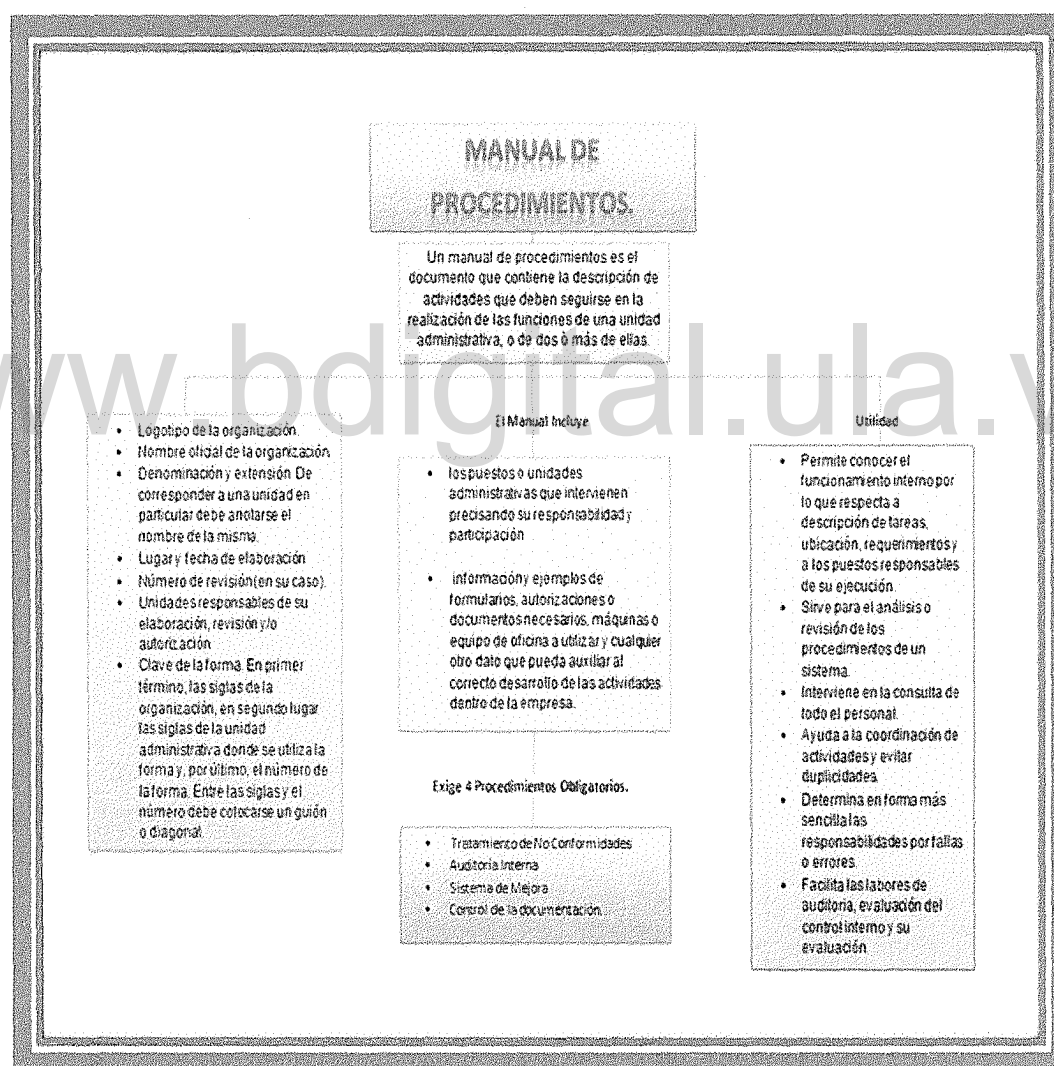 MANUAL DE
PROCEDIMIENTOS.
Un manual de procedimientos es el
documento que contiene la descripción de
actividades que deben seguirse en la
realización de las funciones de una unidad
administrativa, o de dos ò más de ellas.
• Logotipo de la organización.
• Nombre oficial de la organización.
• Denominación y extensión. De
corresponder a una unidad en
particular debe anotarse el
nombre de la misma.
• Lugar y fecha de elaboración.
• Número de revisión (en su caso).
• Unidades responsables de su
elaboración, revisión y/o
autorización.
• Clave de la forma. En primer
término, las siglas de la
organización, en segundo lugar
las siglas de la unidad
administrativa donde se utiliza la
forma y, por último, el número de
la forma. Entre las siglas y el
número debe colocarse un guión
o diagonal.
El Manual Incluye
• los puestos o unidades
administrativas que intervienen
precisando su responsabilidad y
participación
• información y ejemplos de
formularios, autorizaciones o
documentos necesarios, máquinas o
equipo de oficina a utilizar y cualquier
otro dato que pueda auxiliar al
correcto desarrollo de las actividades
dentro de la empresa.
Exige 4 Procedimientos Obligatorios.
• Tratamiento de No Conformidades
• Auditoría Interna
• Sistema de Mejora
• Control de la documentación.
Utilidad
• Permite conocer el
funcionamiento interno por
lo que respecta a
descripción de tareas,
ubicación, requerimientos y
a los puestos responsables
de su ejecución.
• Sirve para el análisis o
revisión de los
procedimientos de un
sistema.
• Interviene en la consulta de
todo el personal.
• Ayuda a la coordinación de
actividades y evitar
duplicidades.
• Determina en forma más
sencilla las
responsabilidades por fallas
o errores.
• Facilita las labores de
auditoria, evaluación del
control interno y su
evaluación.
www.bdigital.ula.v